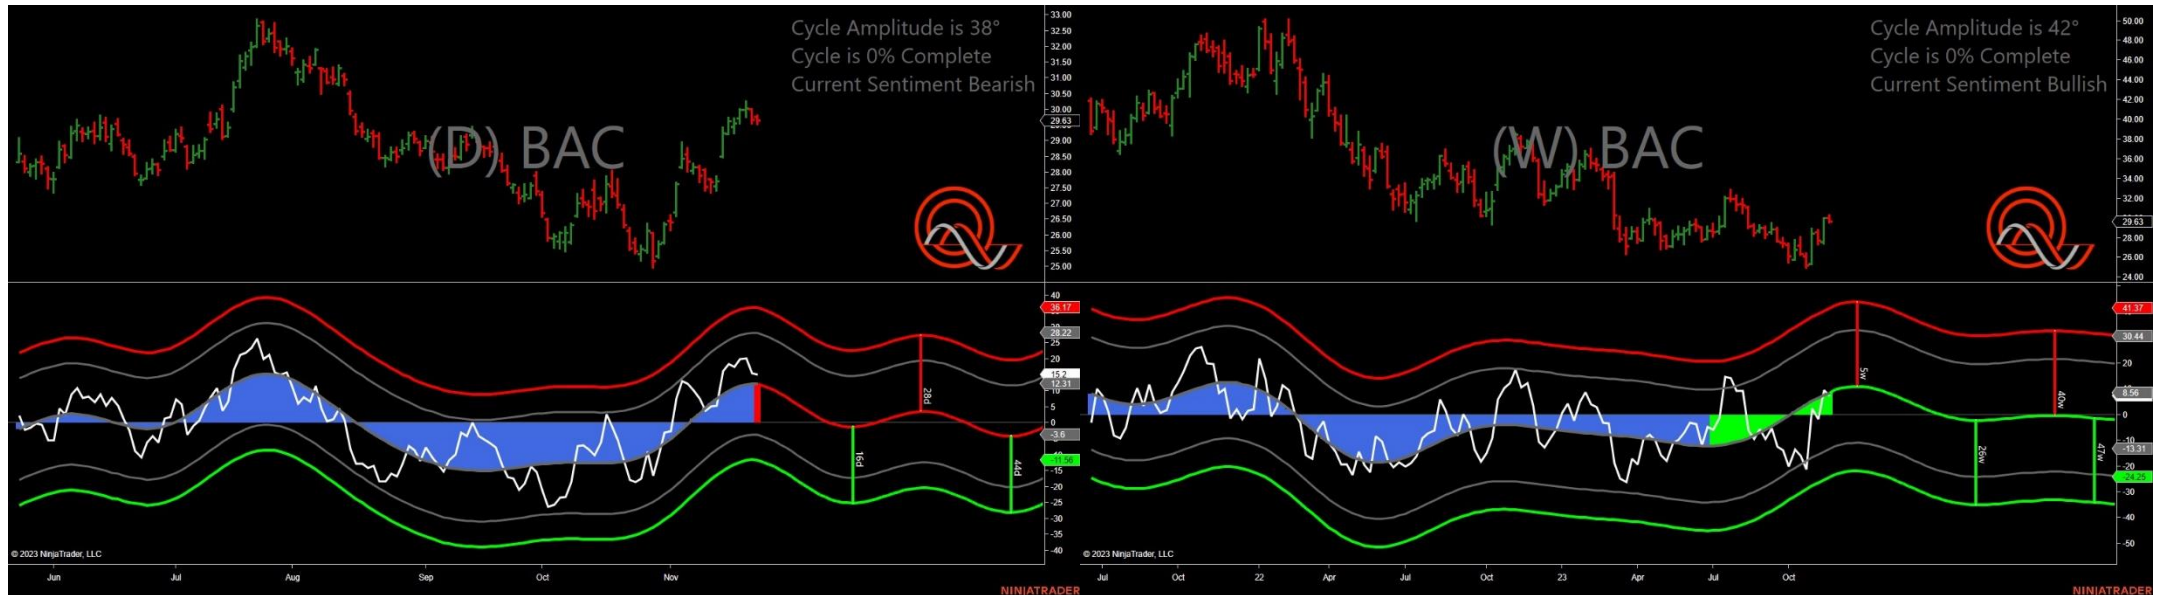 Cycle Amplitude is 38°
Cycle is 0% Complete
Current Sentiment Bearish
(D) BAC
33.00
32.50
32.00
31.50
31.00
30.50
30.00
29.63
29.00
28.50
28.00
27.50
27.00
26.50
26.00
25.50
25.00
40
36.17
28.22
25
20
15.2
12.31
5
0
-3.6
-11.56
-15
-20
-25
-30
-35
-40
16d
28d
44d
© 2023 NinjaTrader, LLC
Jun
Jul
Aug
Sep
Oct
Nov
NINJATRADER
Cycle Amplitude is 42°
Cycle is 0% Complete
Current Sentiment Bullish
(W) BAC
50.00
48.00
46.00
44.00
42.00
40.00
38.00
36.00
34.00
32.00
29.63
28.00
26.00
24.00
41.37
30.44
20
8.56
0
-10
-13.31
-20
-24.25
-30
-40
-50
5w
26w
40w
47w
© 2023 NinjaTrader, LLC
Jul
Oct
22
Apr
Jul
Oct
23
Apr
Jul
Oct
NINJATRADER